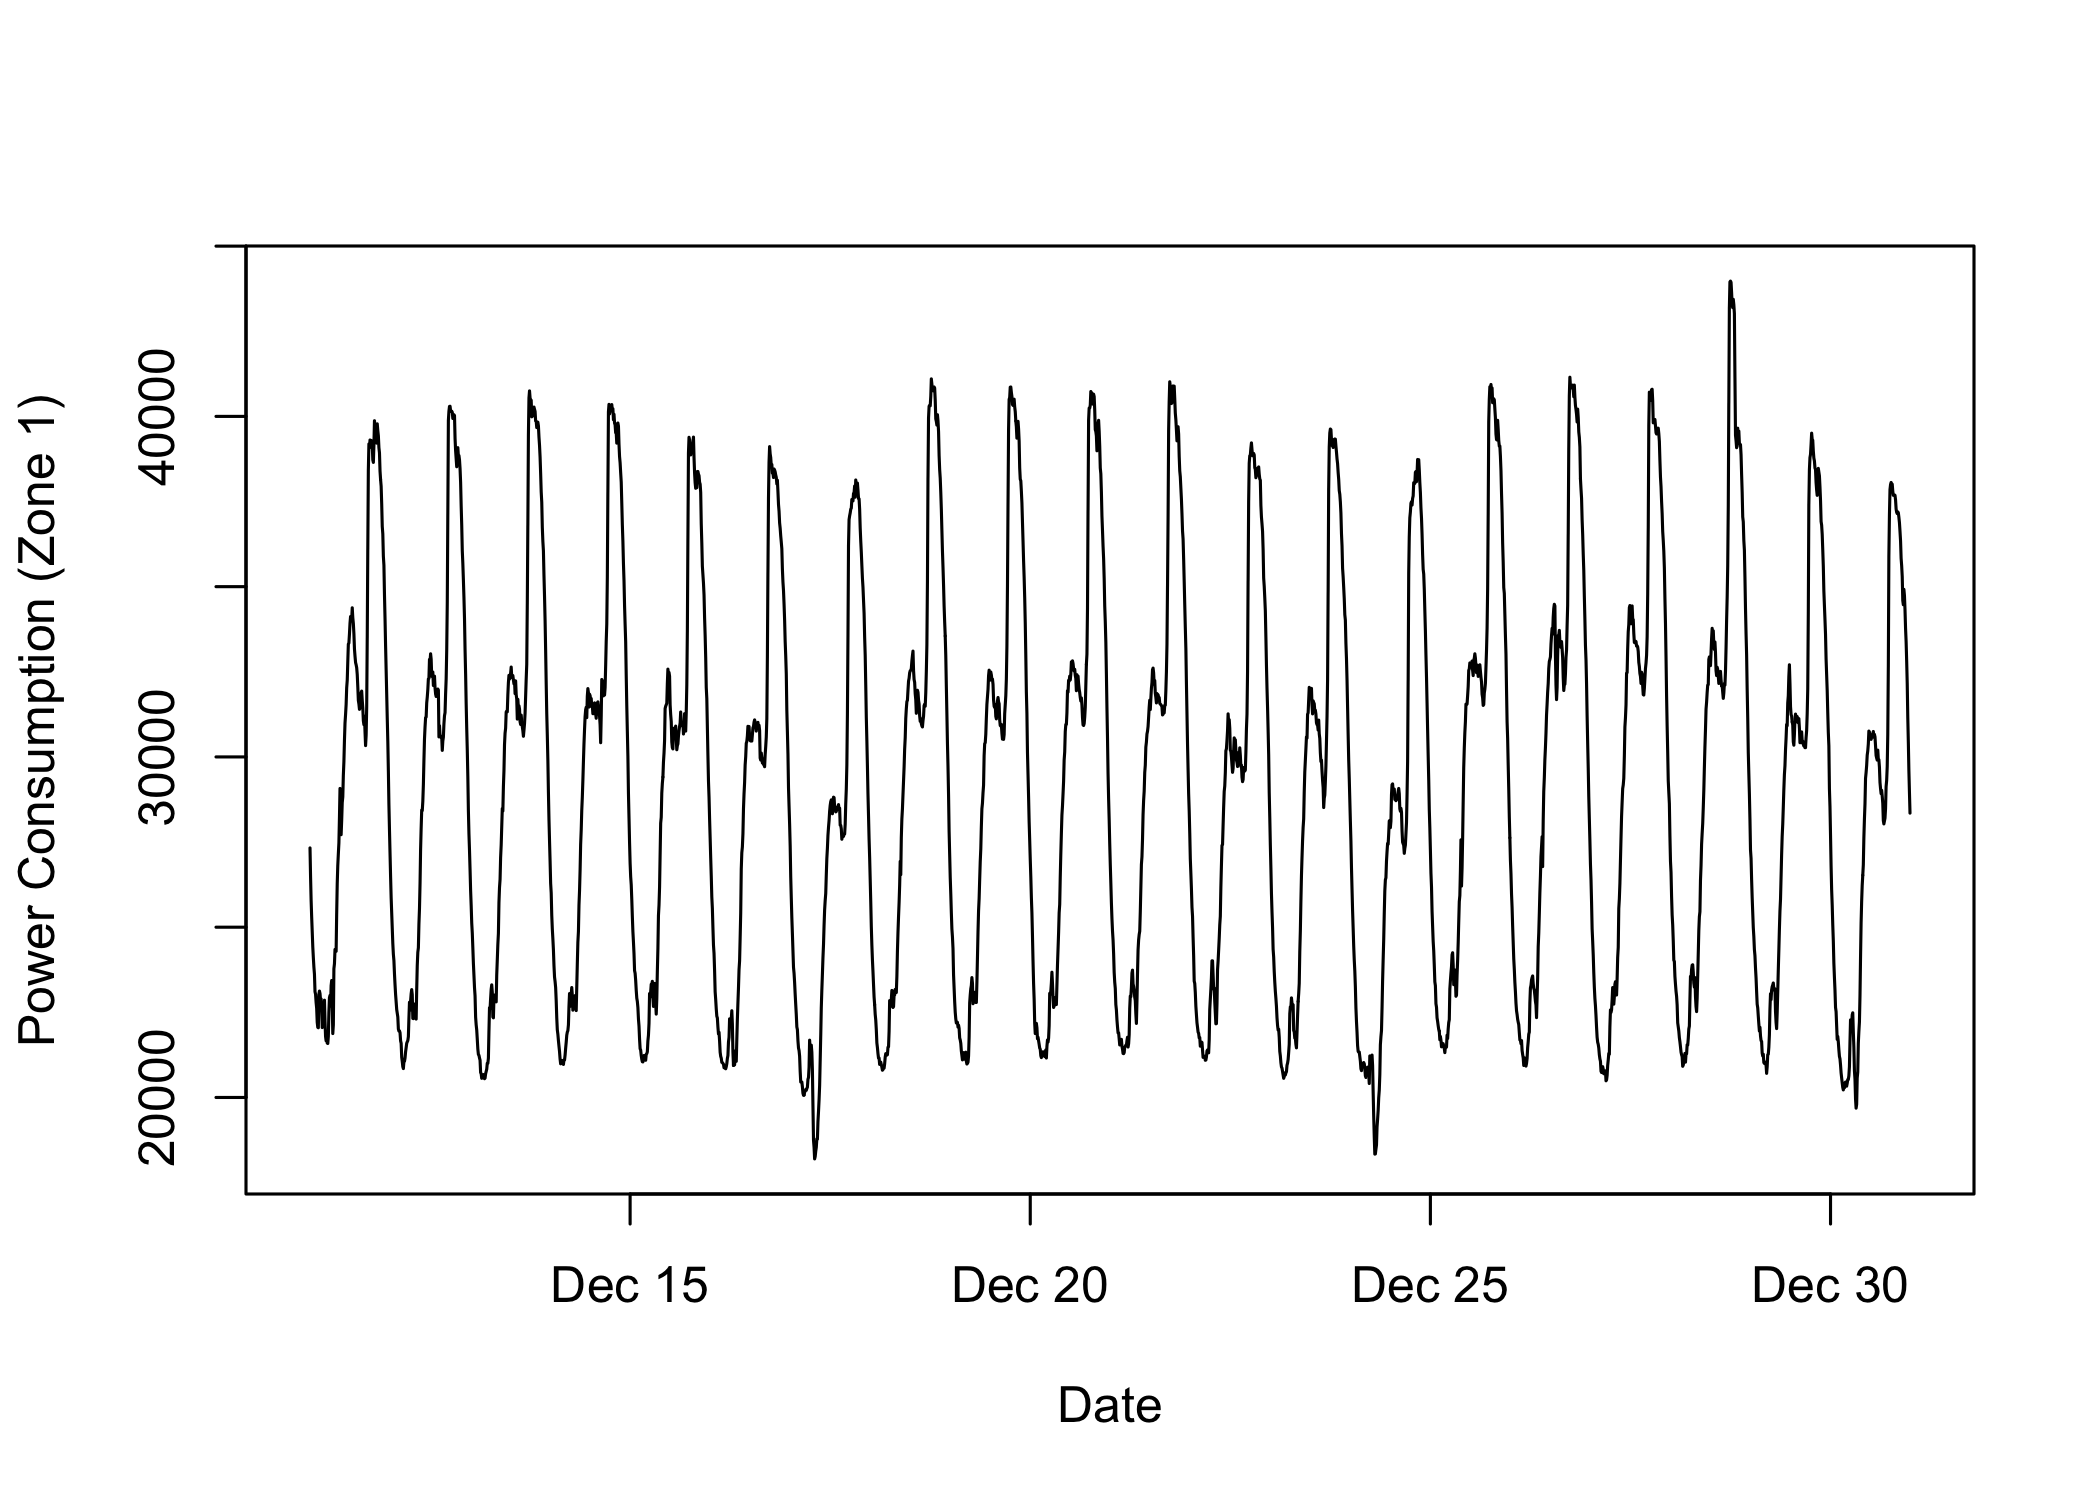 Power Consumption (Zone 1)
40000
30000
20000
Dec 15 Dec 20 Dec 25 Dec 30
Date